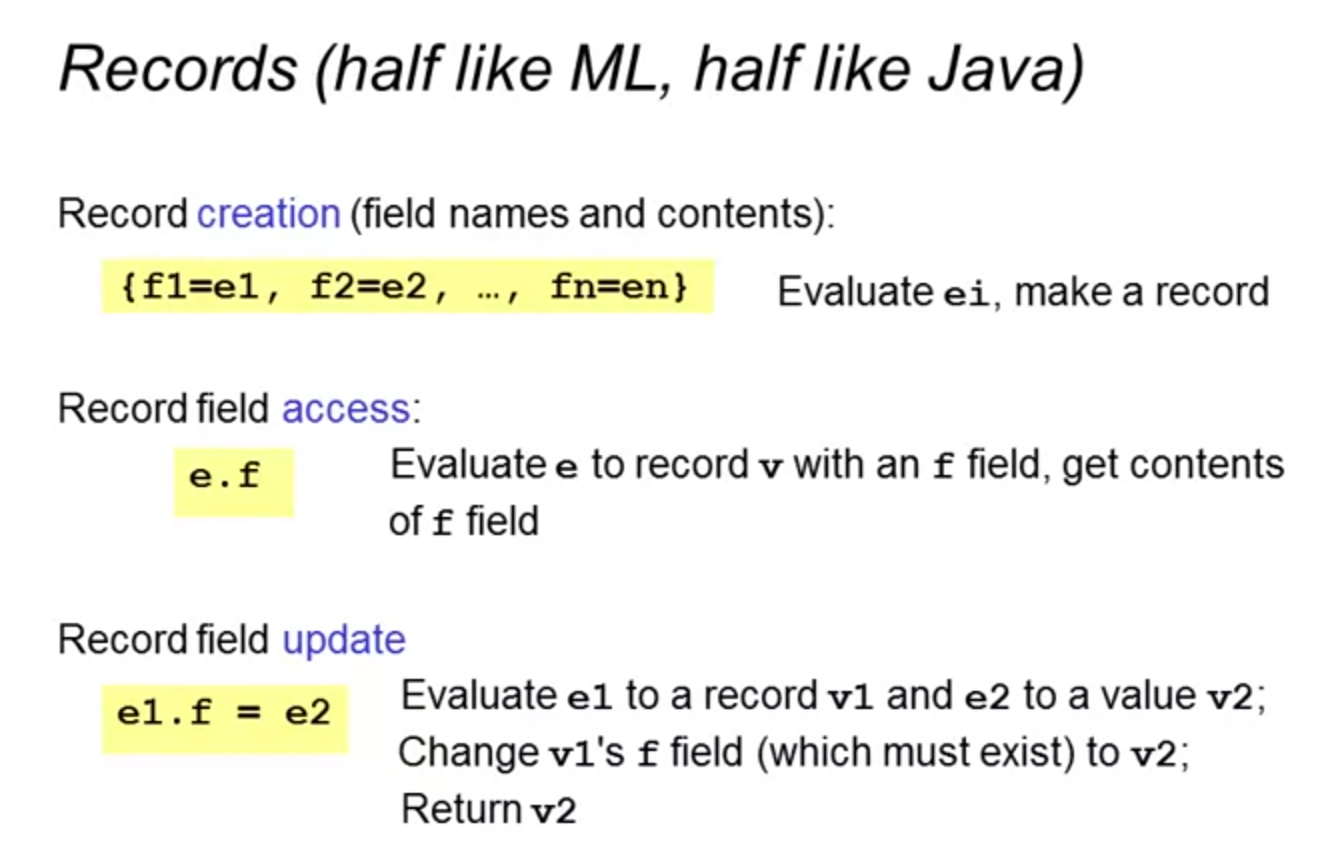 Records (half like ML, half like Java)
Record creation (field names and contents):
{f1=e1, f2=e2, …, fn=en}
Evaluate ei, make a record
Record field access:
e.f
Evaluate e to record v with an f field, get contents
of f field
Record field update
e1.f = e2
Evaluate e1 to a record v1 and e2 to a value v2;
Change v1's f field (which must exist) to v2;
Return v2